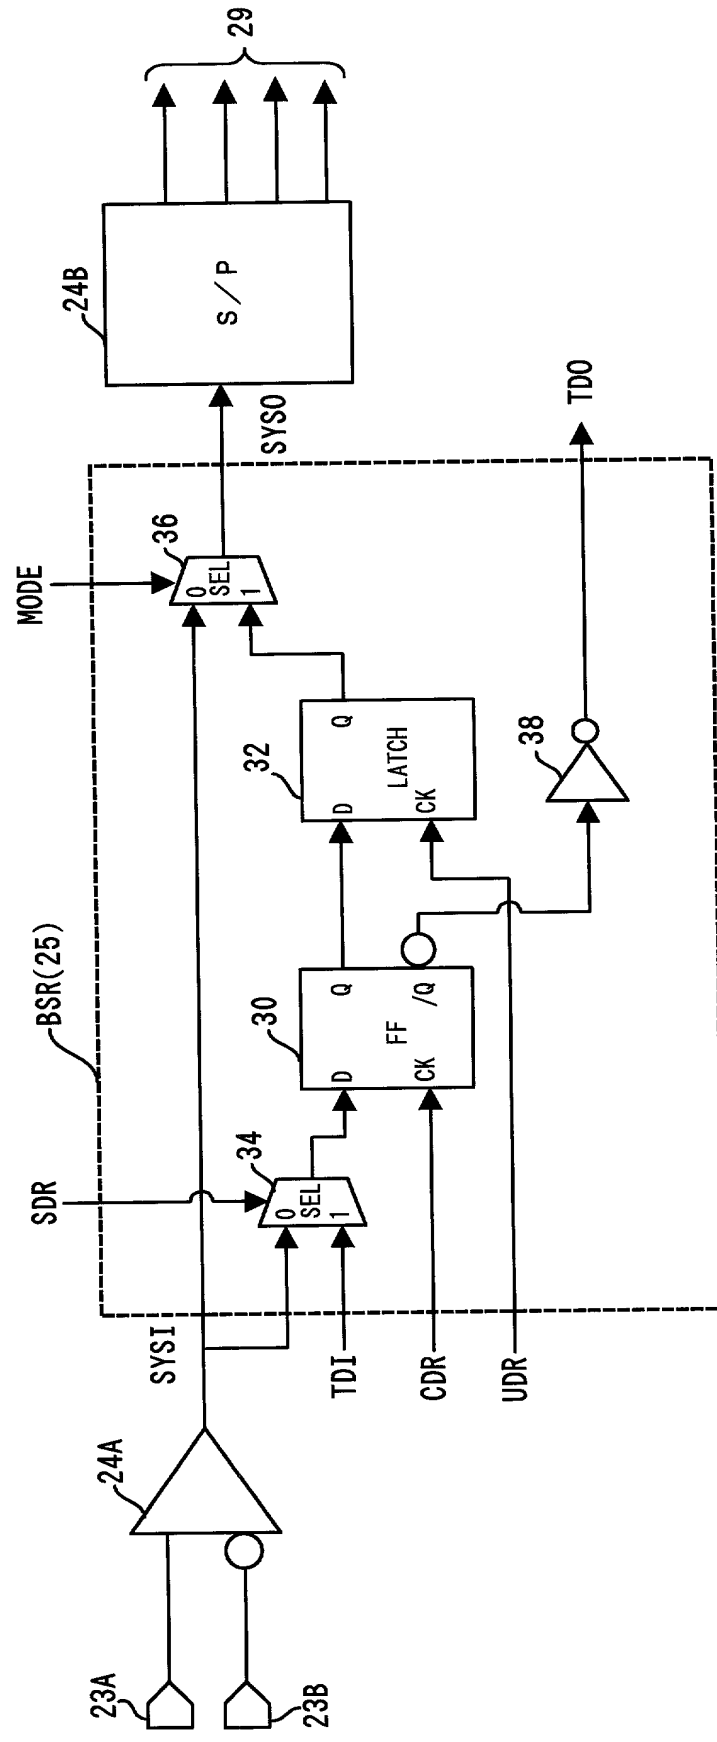 23A
23B
24A
SYSI
TDI
CDR
UDR
SDR
BSR(25)
34
0
SEL
1
30
D
Q
FF
CK
/Q
32
D
Q
LATCH
CK
MODE
36
0
SEL
1
38
SYSO
TDO
24B
S/P
29